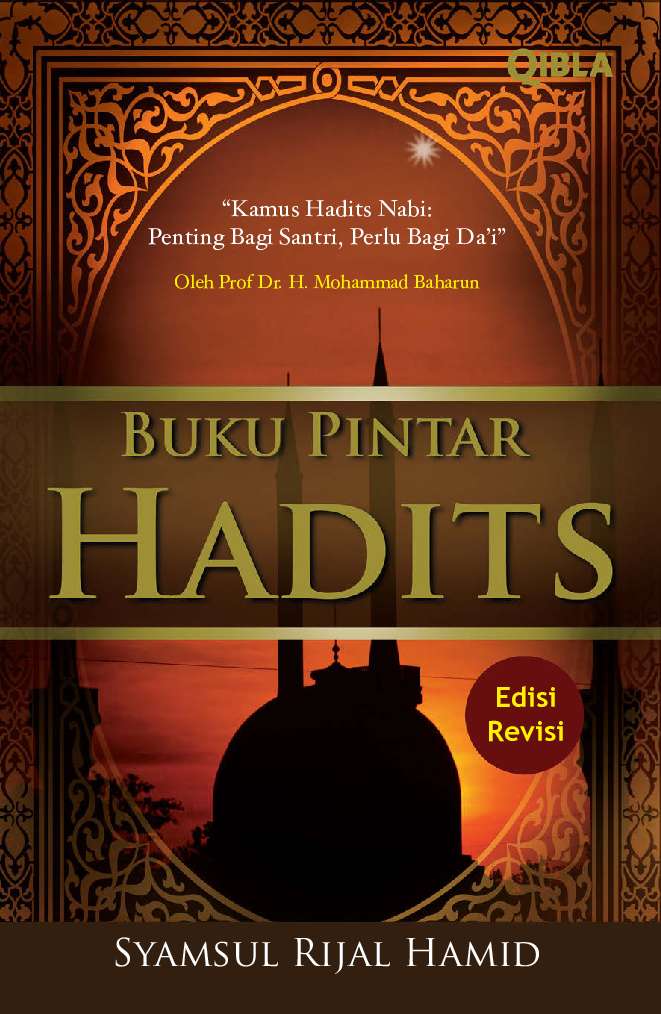 QIBLA
“Kamus Hadits Nabi:
Penting Bagi Santri, Perlu Bagi Da’i”
Oleh Prof Dr. H. Mohammad Baharun
BUKU PINTAR
HADITS
Edisi
Revisi
SYAMSUL RIJAL HAMID